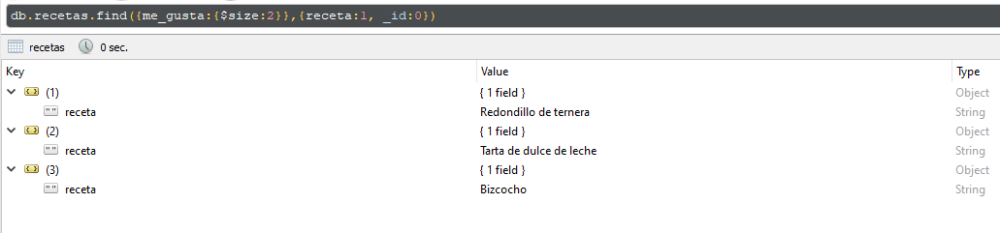 db.recetas.find({me_gusta:{$size:2}},{receta:1, _id:0})
recetas 0 sec.
Key Value Type
(1) { 1 field } Object
receta Redondillo de ternera String
(2) { 1 field } Object
receta Tarta de dulce de leche String
(3) { 1 field } Object
receta Bizcocho String